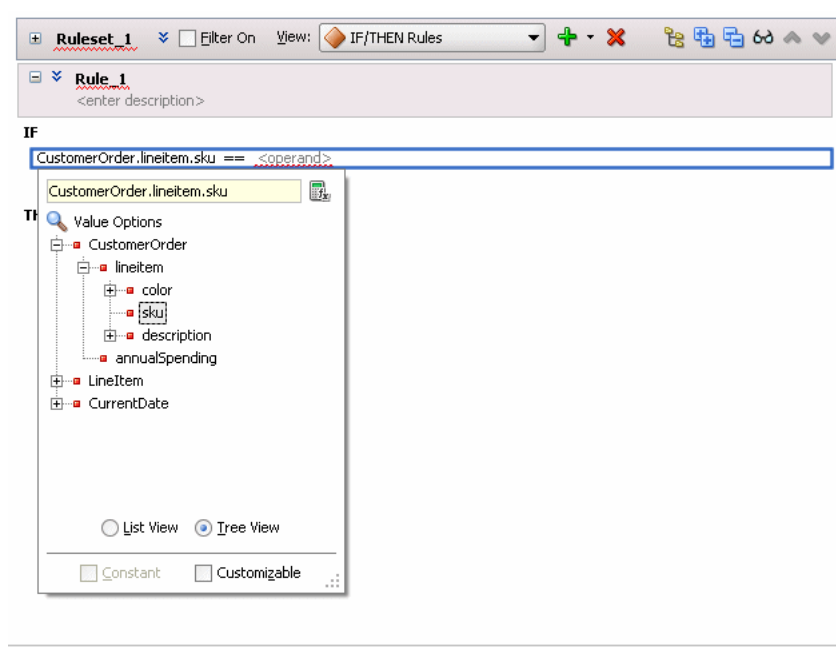 Ruleset_1 Filter On View: IF/THEN Rules
Rule_1
<enter description>
IF
CustomerOrder.lineitem.sku == <operand>
CustomerOrder.lineitem.sku
Value Options
CustomerOrder
lineitem
color
sku
description
annualSpending
LineItem
CurrentDate
List View Tree View
Constant Customizable